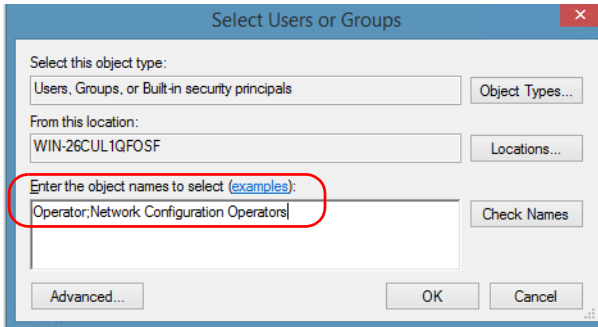 Select Users or Groups
Select this object type:
Users, Groups, or Built-in security principals
Object Types...
From this location:
WIN-26CUL1QFOSF
Locations...
Enter the object names to select (examples):
Operator;Network Configuration Operators
Check Names
Advanced...
OK
Cancel